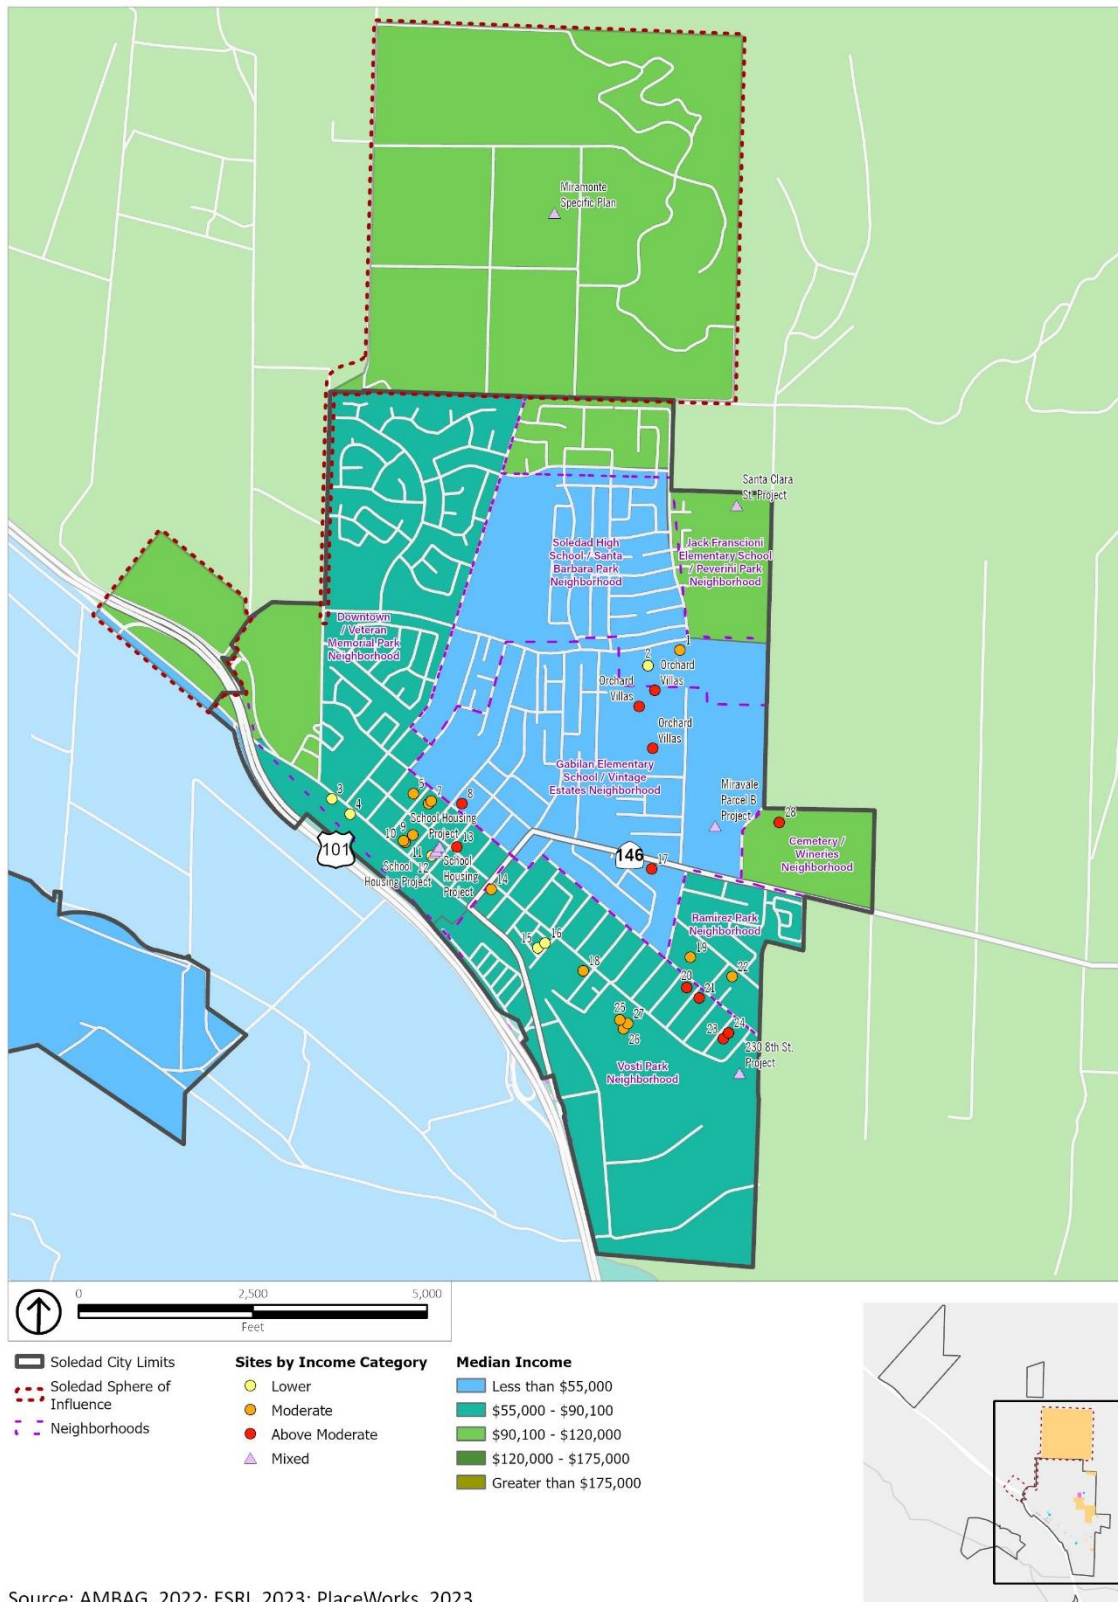 Miramonte
Specific Plan
Santa Clara
St. Project
Soledad High
School / Santa
Barbara Park
Neighborhood
Jack Franscioni
Elementary School
/ Peverini Park
Neighborhood
Downtown
/ Veteran
Memorial Park
Neighborhood
1
2
Orchard
Villas
Orchard
Villas
Orchard
Villas
Gabilan Elementary
School / Vintage
Estates Neighborhood
Miravale
Parcel B
Project
28
Cemetery /
Wineries
Neighborhood
3
4
5
7
8
School Housing
Project
9
10
11
12
13
School
Housing Project
School
Housing
Project
101
146
14
17
Ramirez Park
Neighborhood
15
16
18
19
20
21
22
23
24
25
26
27
230 8th St.
Project
Vosti Park
Neighborhood
0
2,500
5,000
Feet
Soledad City Limits
Soledad Sphere of
Influence
Neighborhoods
Sites by Income Category
Lower
Moderate
Above Moderate
Mixed
Median Income
Less than $55,000
$55,000 - $90,100
$90,100 - $120,000
$120,000 - $175,000
Greater than $175,000
Source: AMBAG, 2022; ESRI, 2023; PlaceWorks, 2023